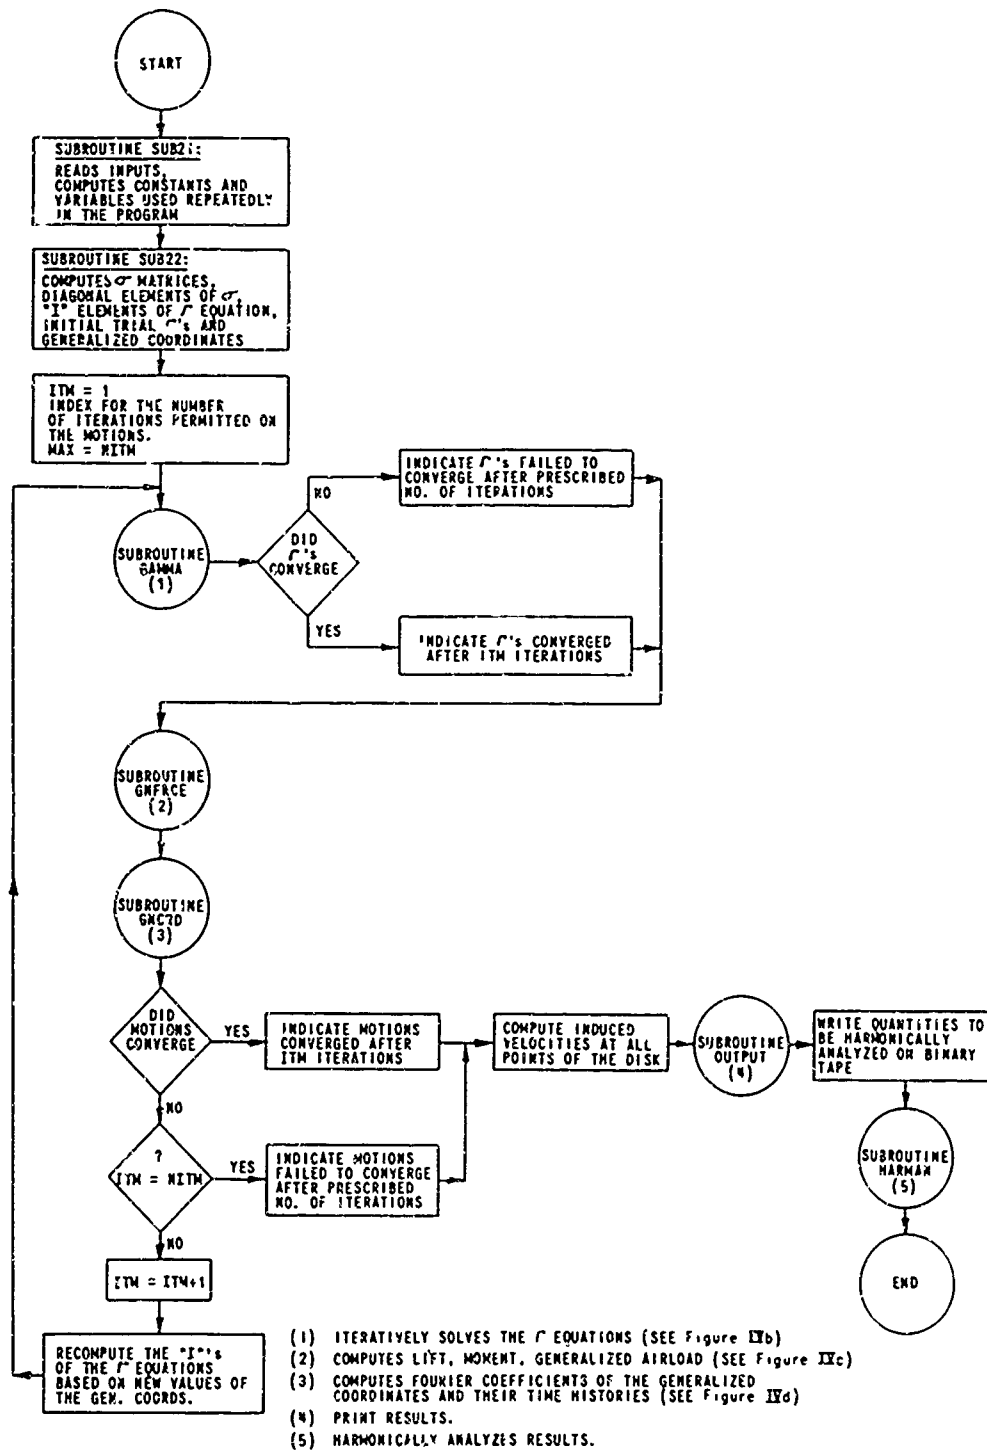 START
SUBROUTINE SUB21:
READS INPUTS,
COMPUTES CONSTANTS AND
VARIABLES USED REPEATEDLY
IN THE PROGRAM
SUBROUTINE SUB22:
COMPUTES σ MATRICES,
DIAGONAL ELEMENTS OF σ,
"I" ELEMENTS OF Γ EQUATION,
INITIAL TRIAL Γ's AND
GENERALIZED COORDINATES
ITM = 1
INDEX FOR THE NUMBER
OF ITERATIONS PERMITTED ON
THE MOTIONS.
MAX = NITM
SUBROUTINE
GAMMA
(1)
DID
Γ's
CONVERGE
NO
INDICATE Γ's FAILED TO
CONVERGE AFTER PRESCRIBED
NO. OF ITERATIONS
YES
INDICATE Γ's CONVERGED
AFTER ITM ITERATIONS
SUBROUTINE
GNFRCE
(2)
SUBROUTINE
GNCRD
(3)
DID
MOTIONS
CONVERGE
YES
INDICATE MOTIONS
CONVERGED AFTER
ITM ITERATIONS
COMPUTE INDUCED
VELOCITIES AT ALL
POINTS OF THE DISK
SUBROUTINE
OUTPUT
(4)
WRITE QUANTITIES TO
BE HARMONICALLY
ANALYZED ON BINARY
TAPE
NO
?
ITM = NITM
YES
INDICATE MOTIONS
FAILED TO CONVERGE
AFTER PRESCRIBED
NO. OF ITERATIONS
SUBROUTINE
HARMAN
(5)
NO
ITM = ITM+1
END
RECOMPUTE THE "I"'s
OF THE Γ EQUATIONS
BASED ON NEW VALUES OF
THE GEN. COORDS.
(1) ITERATIVELY SOLVES THE Γ EQUATIONS (SEE Figure IVb)
(2) COMPUTES LIFT, MOMENT, GENERALIZED AIRLOAD (SEE Figure IVc)
(3) COMPUTES FOURIER COEFFICIENTS OF THE GENERALIZED
COORDINATES AND THEIR TIME HISTORIES (SEE Figure IVd)
(4) PRINT RESULTS.
(5) HARMONICALLY ANALYZES RESULTS.